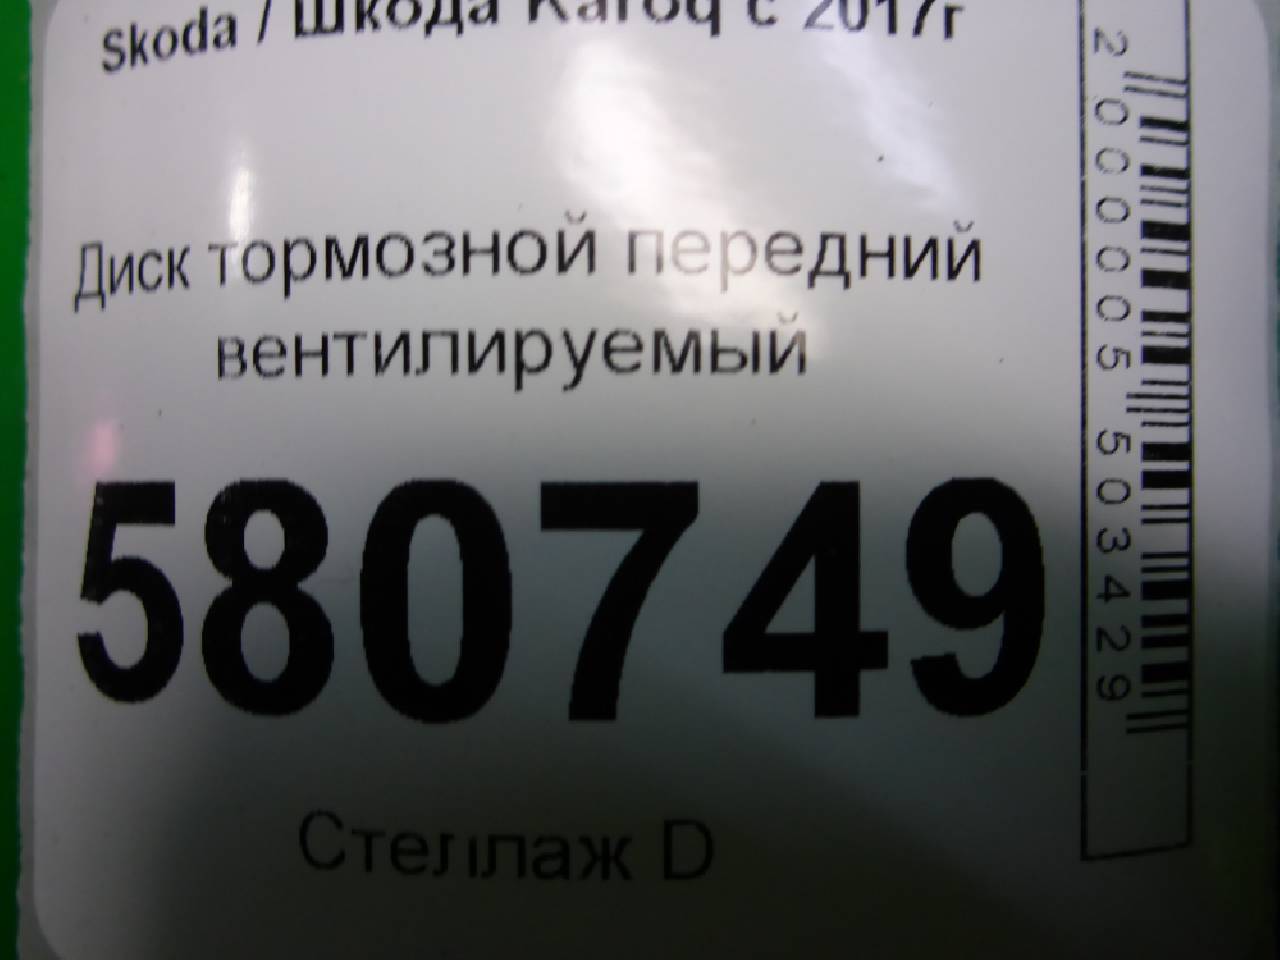 Skoda / Шкода Karoq с 2017г
Диск тормозной передний
вентилируемый
580749
Стеллаж D
2000005503429